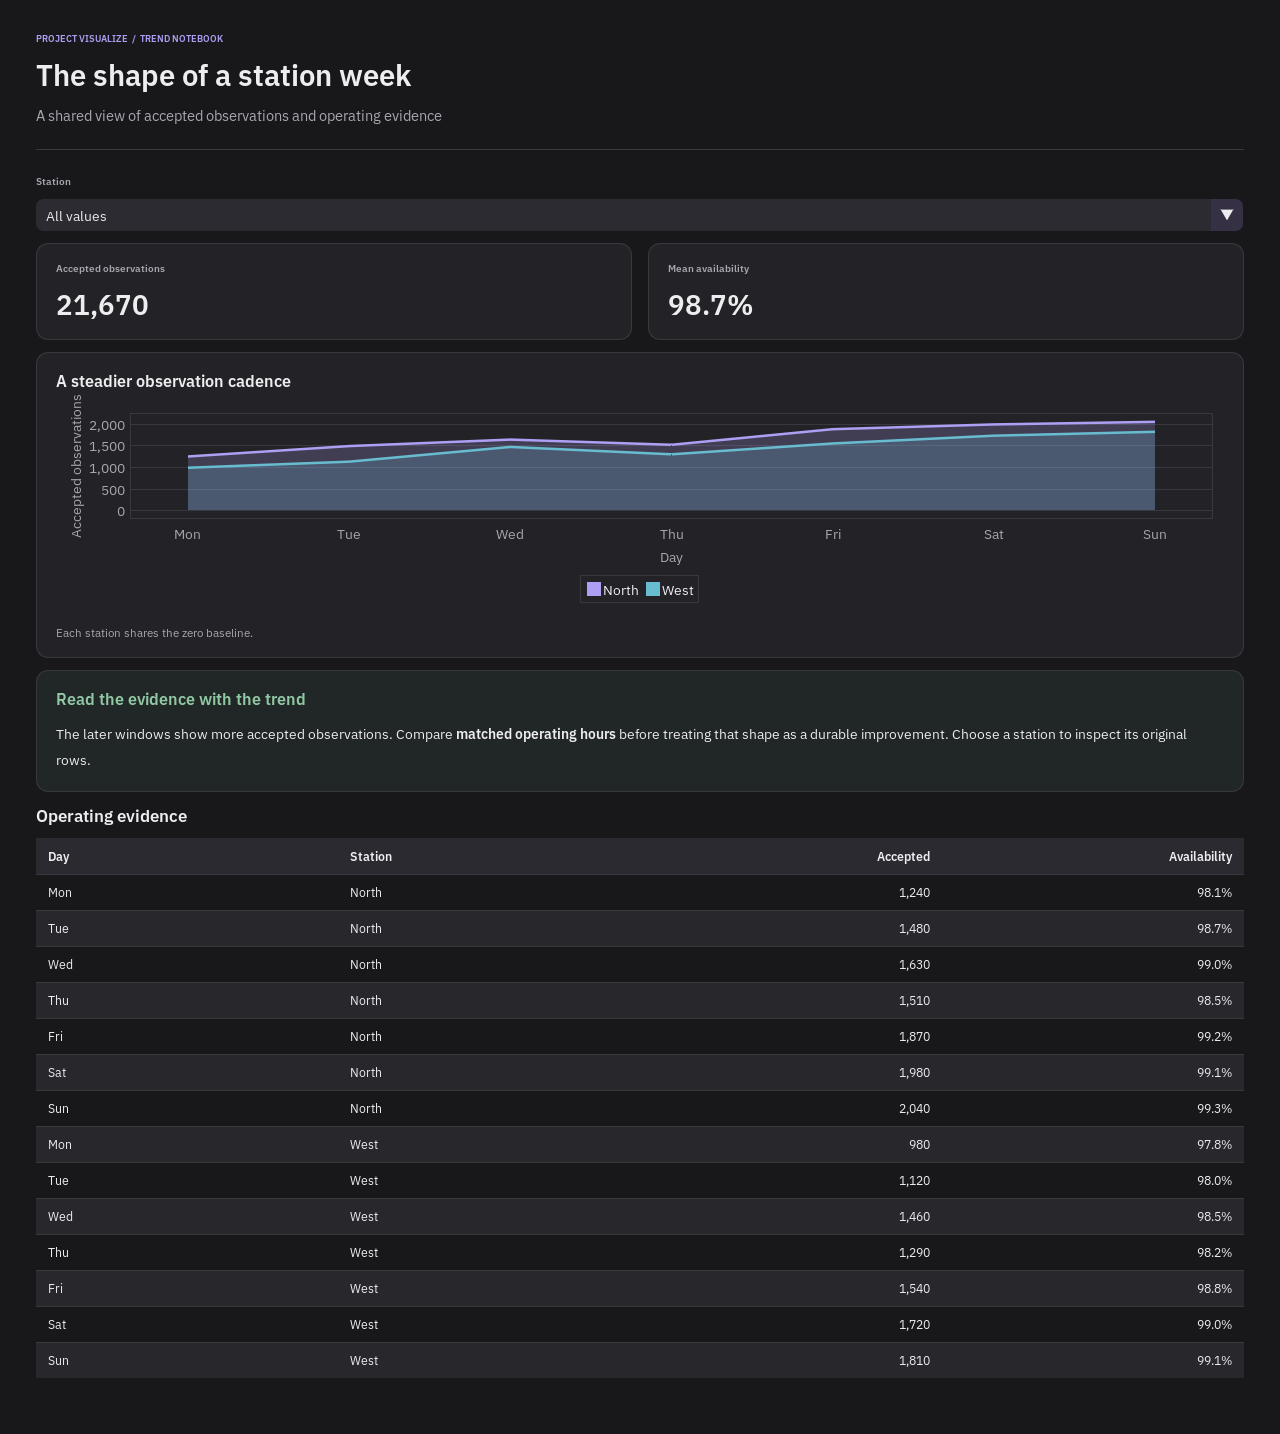 PROJECT VISUALIZE / TREND NOTEBOOK
The shape of a station week
A shared view of accepted observations and operating evidence
Station
All values
Accepted observations
21,670
Mean availability
98.7%
A steadier observation cadence
Accepted observations
2,000
1,500
1,000
500
0
Mon Tue Wed Thu Fri Sat Sun
Day
North West
Each station shares the zero baseline.
Read the evidence with the trend
The later windows show more accepted observations. Compare matched operating hours before treating that shape as a durable improvement. Choose a station to inspect its original
rows.
Operating evidence
Day Station Accepted Availability
Mon North 1,240 98.1%
Tue North 1,480 98.7%
Wed North 1,630 99.0%
Thu North 1,510 98.5%
Fri North 1,870 99.2%
Sat North 1,980 99.1%
Sun North 2,040 99.3%
Mon West 980 97.8%
Tue West 1,120 98.0%
Wed West 1,460 98.5%
Thu West 1,290 98.2%
Fri West 1,540 98.8%
Sat West 1,720 99.0%
Sun West 1,810 99.1%